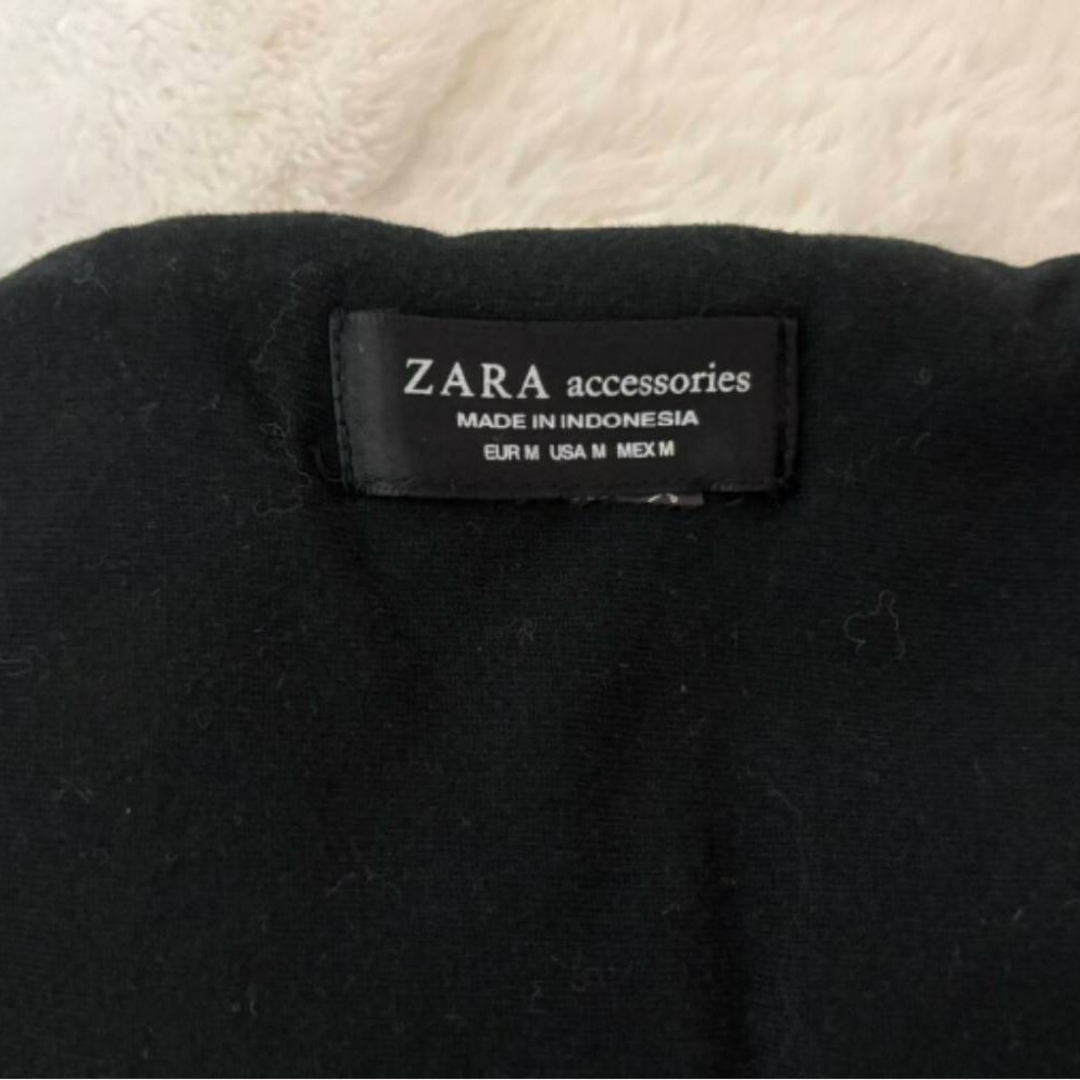 ZARA accessories
MADE IN INDONESIA
EUR M USA M MEX M